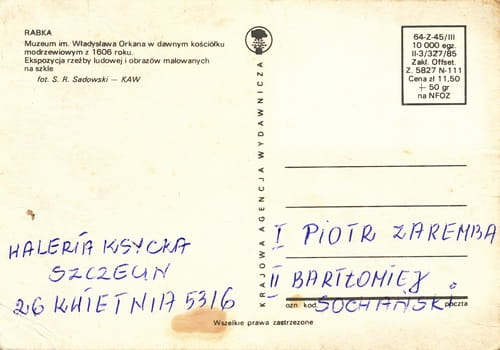 RABKA
Muzeum im. Władysława Orkana w dawnym kościółku
modrzewiowym z 1606 roku.
Ekspozycja rzeźby ludowej i obrazów malowanych
na szkle
fot. S. R. Sadowski — KAW
HALERIA KSYCKA
SZCZECIN
26 KWIETNIA 5316
KRAJOWA AGENCJA WYDAWNICZA
64-Z-45/III
10 000 egz.
II-3/327/85
Zakł. Offset.
Z. 5827 N-111
Cena zł 11,50
+ 50 gr
na NFOZ
I PIOTR ZAREMBA
II BARTŁOMIEJ
SOCHAŃSKI
ozn. kod. poczta
Wszelkie prawa zastrzeżone